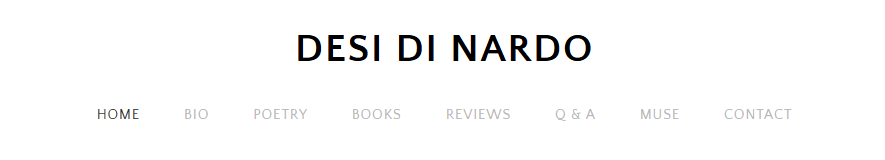 DESI DI NARDO
HOME BIO POETRY BOOKS REVIEWS Q & A MUSE CONTACT